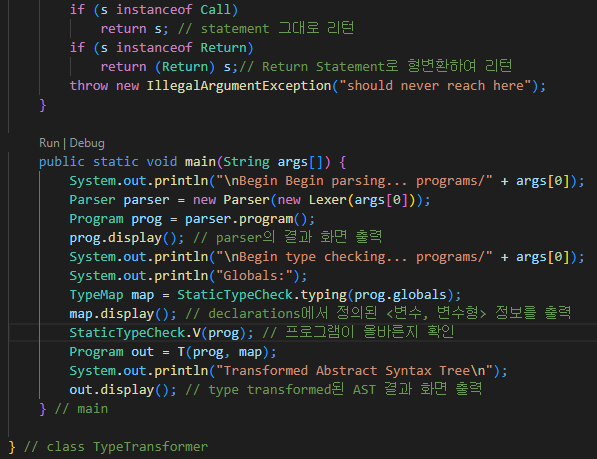 if (s instanceof Call)
return s; // statement 그대로 리턴
if (s instanceof Return)
return (Return) s;// Return Statement로 형변환하여 리턴
throw new IllegalArgumentException("should never reach here");
}
Run | Debug
public static void main(String args[]) {
System.out.println("\nBegin Begin parsing... programs/" + args[0]);
Parser parser = new Parser(new Lexer(args[0]));
Program prog = parser.program();
prog.display(); // parser의 결과 화면 출력
System.out.println("\nBegin type checking... programs/" + args[0]);
System.out.println("Globals:");
TypeMap map = StaticTypeCheck.typing(prog.globals);
map.display(); // declarations에서 정의된 <변수, 변수형> 정보를 출력
StaticTypeCheck.V(prog); // 프로그램이 올바른지 확인
Program out = T(prog, map);
System.out.println("Transformed Abstract Syntax Tree\n");
out.display(); // type transformed된 AST 결과 화면 출력
} // main
} // class TypeTransformer